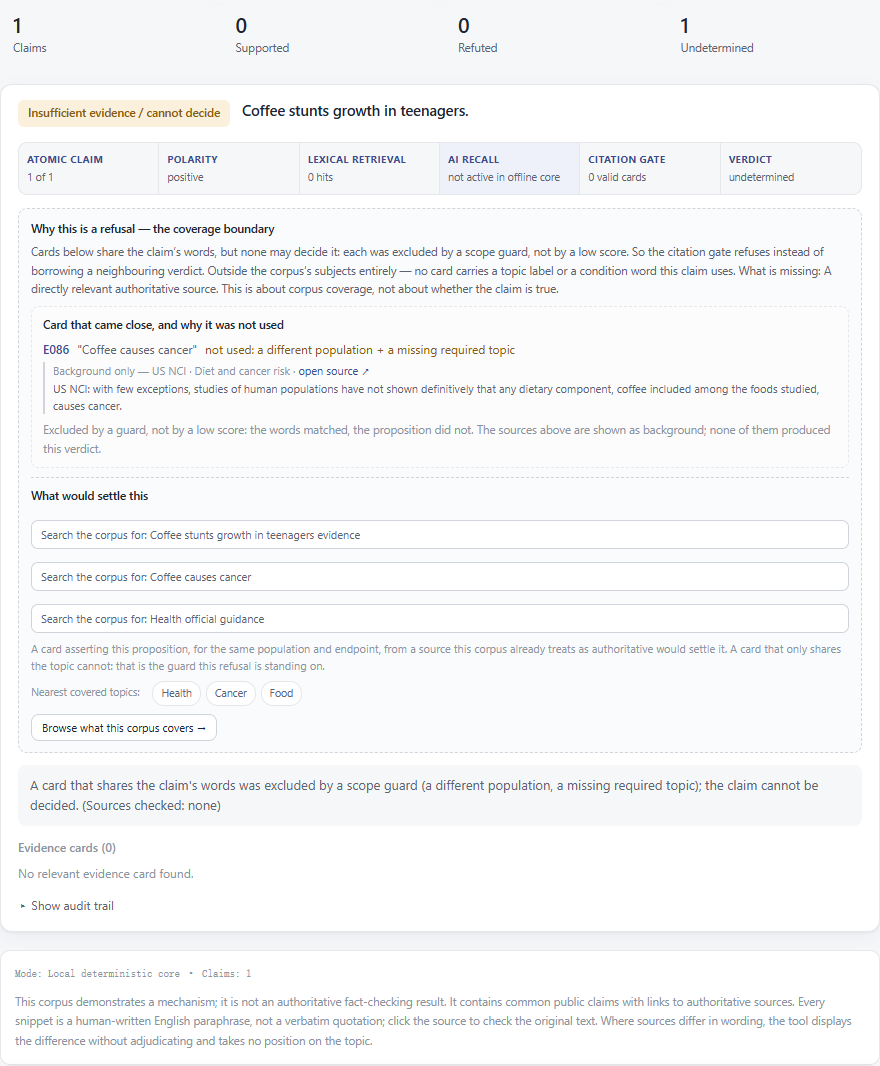 1
Claims
0
Supported
0
Refuted
1
Undetermined
Insufficient evidence / cannot decide
Coffee stunts growth in teenagers.
ATOMIC CLAIM
1 of 1
POLARITY
positive
LEXICAL RETRIEVAL
0 hits
AI RECALL
not active in offline core
CITATION GATE
0 valid cards
VERDICT
undetermined
Why this is a refusal — the coverage boundary
Cards below share the claim's words, but none may decide it: each was excluded by a scope guard, not by a low score. So the citation gate refuses instead of
borrowing a neighbouring verdict. Outside the corpus's subjects entirely — no card carries a topic label or a condition word this claim uses. What is missing: A
directly relevant authoritative source. This is about corpus coverage, not about whether the claim is true.
Card that came close, and why it was not used
E086 "Coffee causes cancer" not used: a different population + a missing required topic
Background only — US NCI · Diet and cancer risk · open source ↗
US NCI: with few exceptions, studies of human populations have not shown definitively that any dietary component, coffee included among the foods studied,
causes cancer.
Excluded by a guard, not by a low score: the words matched, the proposition did not. The sources above are shown as background; none of them produced
this verdict.
What would settle this
Search the corpus for: Coffee stunts growth in teenagers evidence
Search the corpus for: Coffee causes cancer
Search the corpus for: Health official guidance
A card asserting this proposition, for the same population and endpoint, from a source this corpus already treats as authoritative would settle it. A card that only shares
the topic cannot: that is the guard this refusal is standing on.
Nearest covered topics: Health Cancer Food
Browse what this corpus covers →
A card that shares the claim's words was excluded by a scope guard (a different population, a missing required topic); the claim cannot be
decided. (Sources checked: none)
Evidence cards (0)
No relevant evidence card found.
▸ Show audit trail
Mode: Local deterministic core · Claims: 1
This corpus demonstrates a mechanism; it is not an authoritative fact-checking result. It contains common public claims with links to authoritative sources. Every
snippet is a human-written English paraphrase, not a verbatim quotation; click the source to check the original text. Where sources differ in wording, the tool displays
the difference without adjudicating and takes no position on the topic.